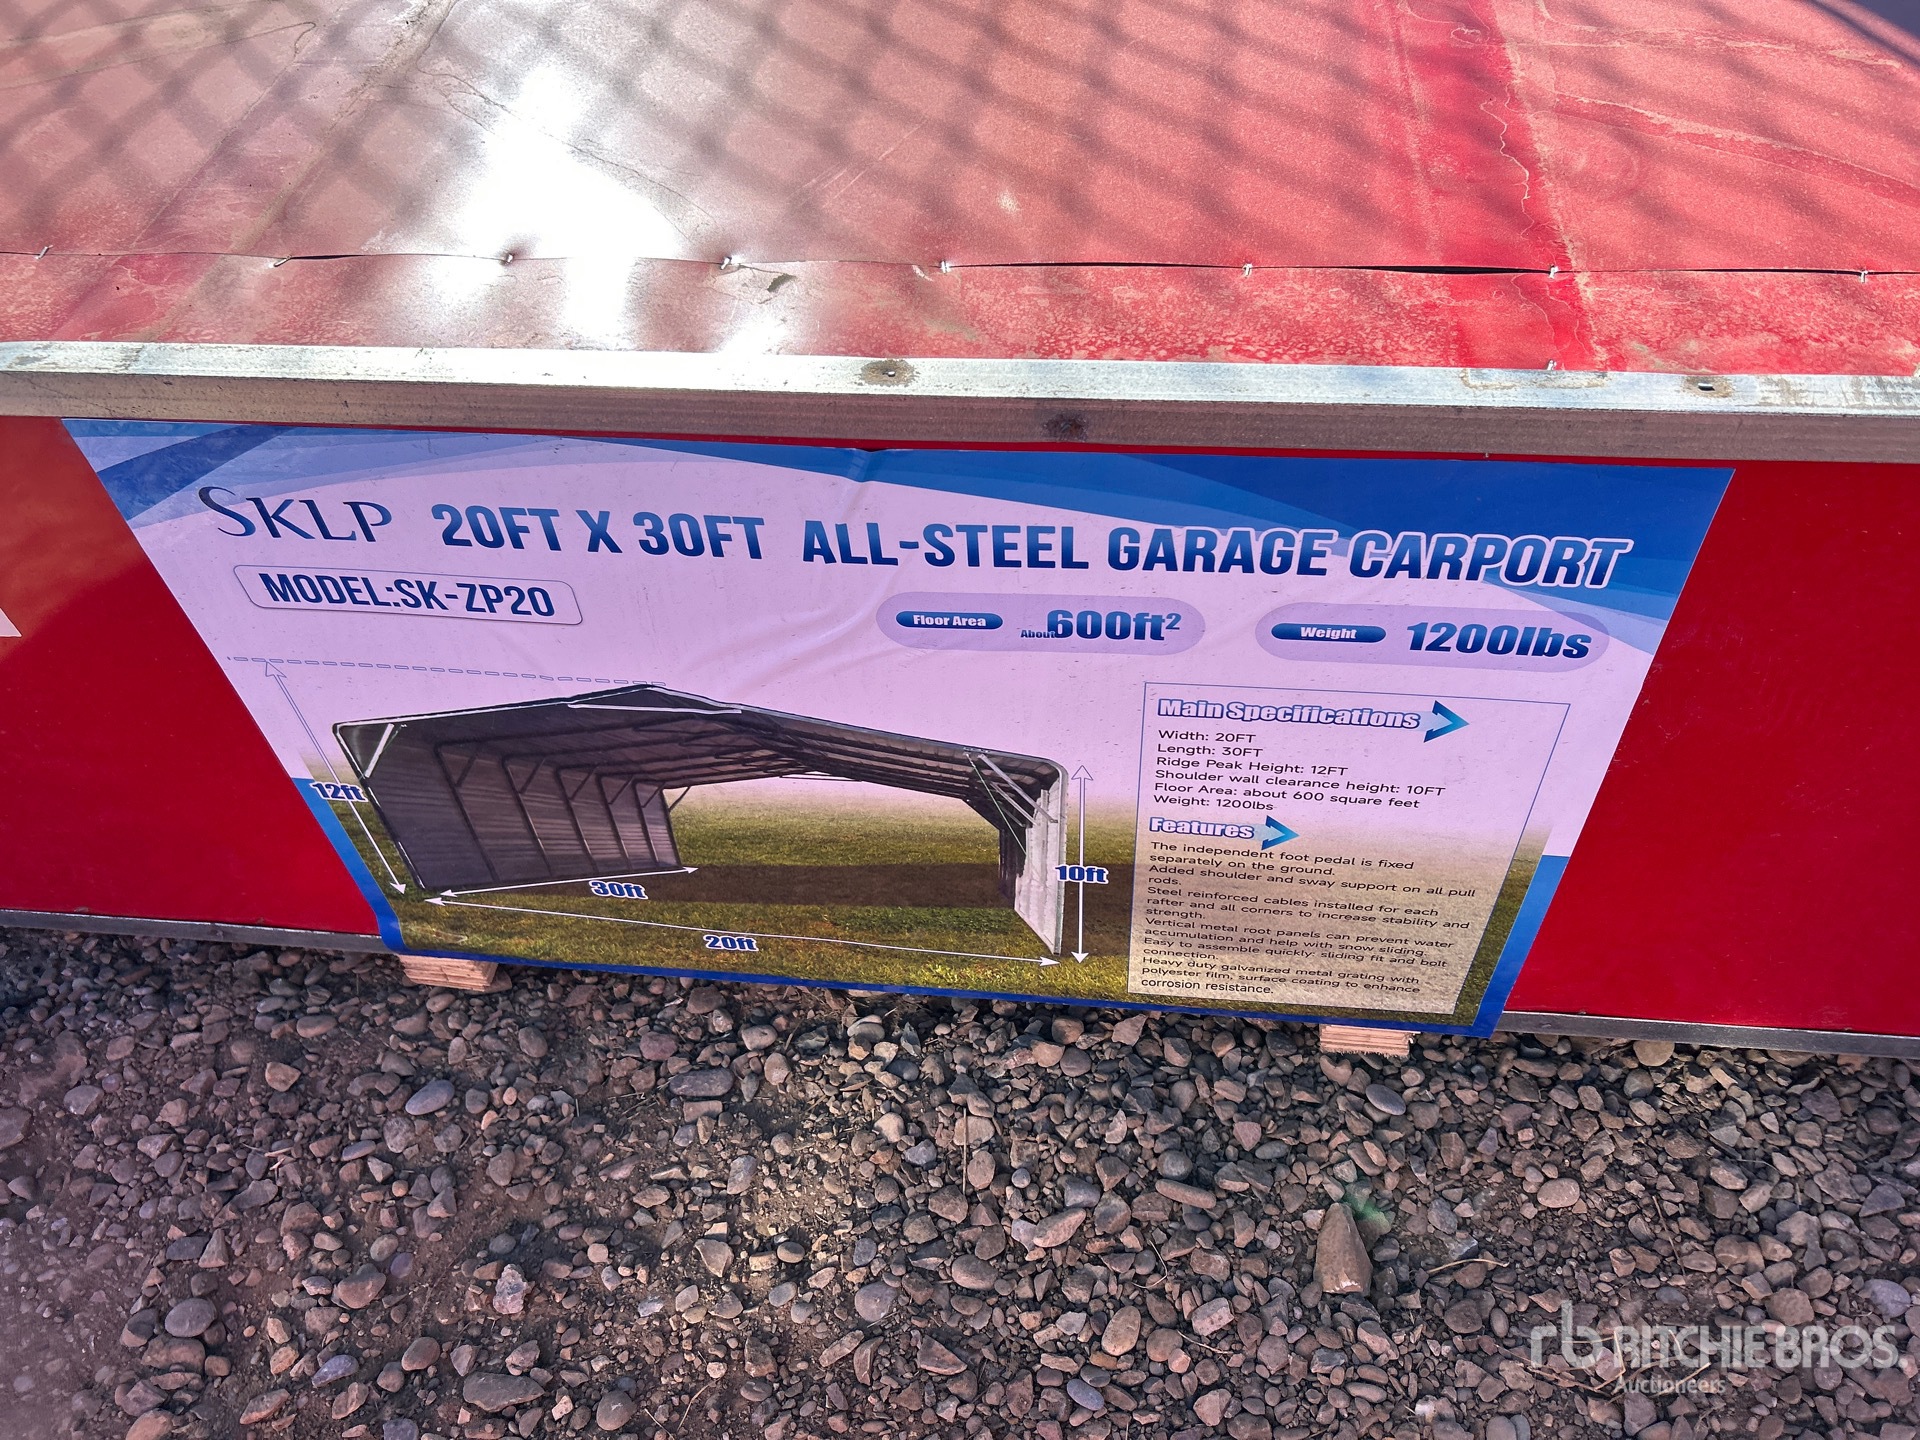 SKLP 20FT X 30FT ALL-STEEL GARAGE CARPORT
MODEL:SK-ZP20
Floor Area About 600ft²
Weight 1200lbs
12ft
30ft
20ft
10ft
Main Specifications
Width: 20FT
Length: 30FT
Ridge Peak Height: 12FT
Shoulder wall clearance height: 10FT
Floor Area: about 600 square feet
Weight: 1200lbs
Features
The independent foot pedal is fixed
separately on the ground.
Added shoulder and sway support on all pull
rods.
Steel reinforced cables installed for each
rafter and all corners to increase stability and
strength.
Vertical metal root panels can prevent water
accumulation and help with snow sliding.
Easy to assemble quickly: sliding fit and bolt
connection.
Heavy duty galvanized metal grating with
polyester film, surface coating to enhance
corrosion resistance.
rb RITCHIE BROS.
Auctioneers